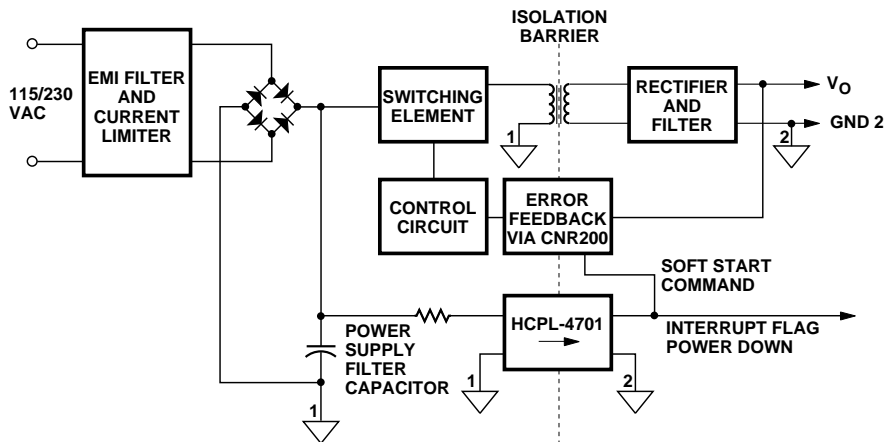 ISOLATION
BARRIER
115/230
VAC
EMI FILTER
AND
CURRENT
LIMITER
SWITCHING
ELEMENT
1
RECTIFIER
AND
FILTER
VO
GND 2
2
CONTROL
CIRCUIT
ERROR
FEEDBACK
VIA CNR200
SOFT START
COMMAND
POWER
SUPPLY
FILTER
CAPACITOR
HCPL-4701
INTERRUPT FLAG
POWER DOWN
1
2
1